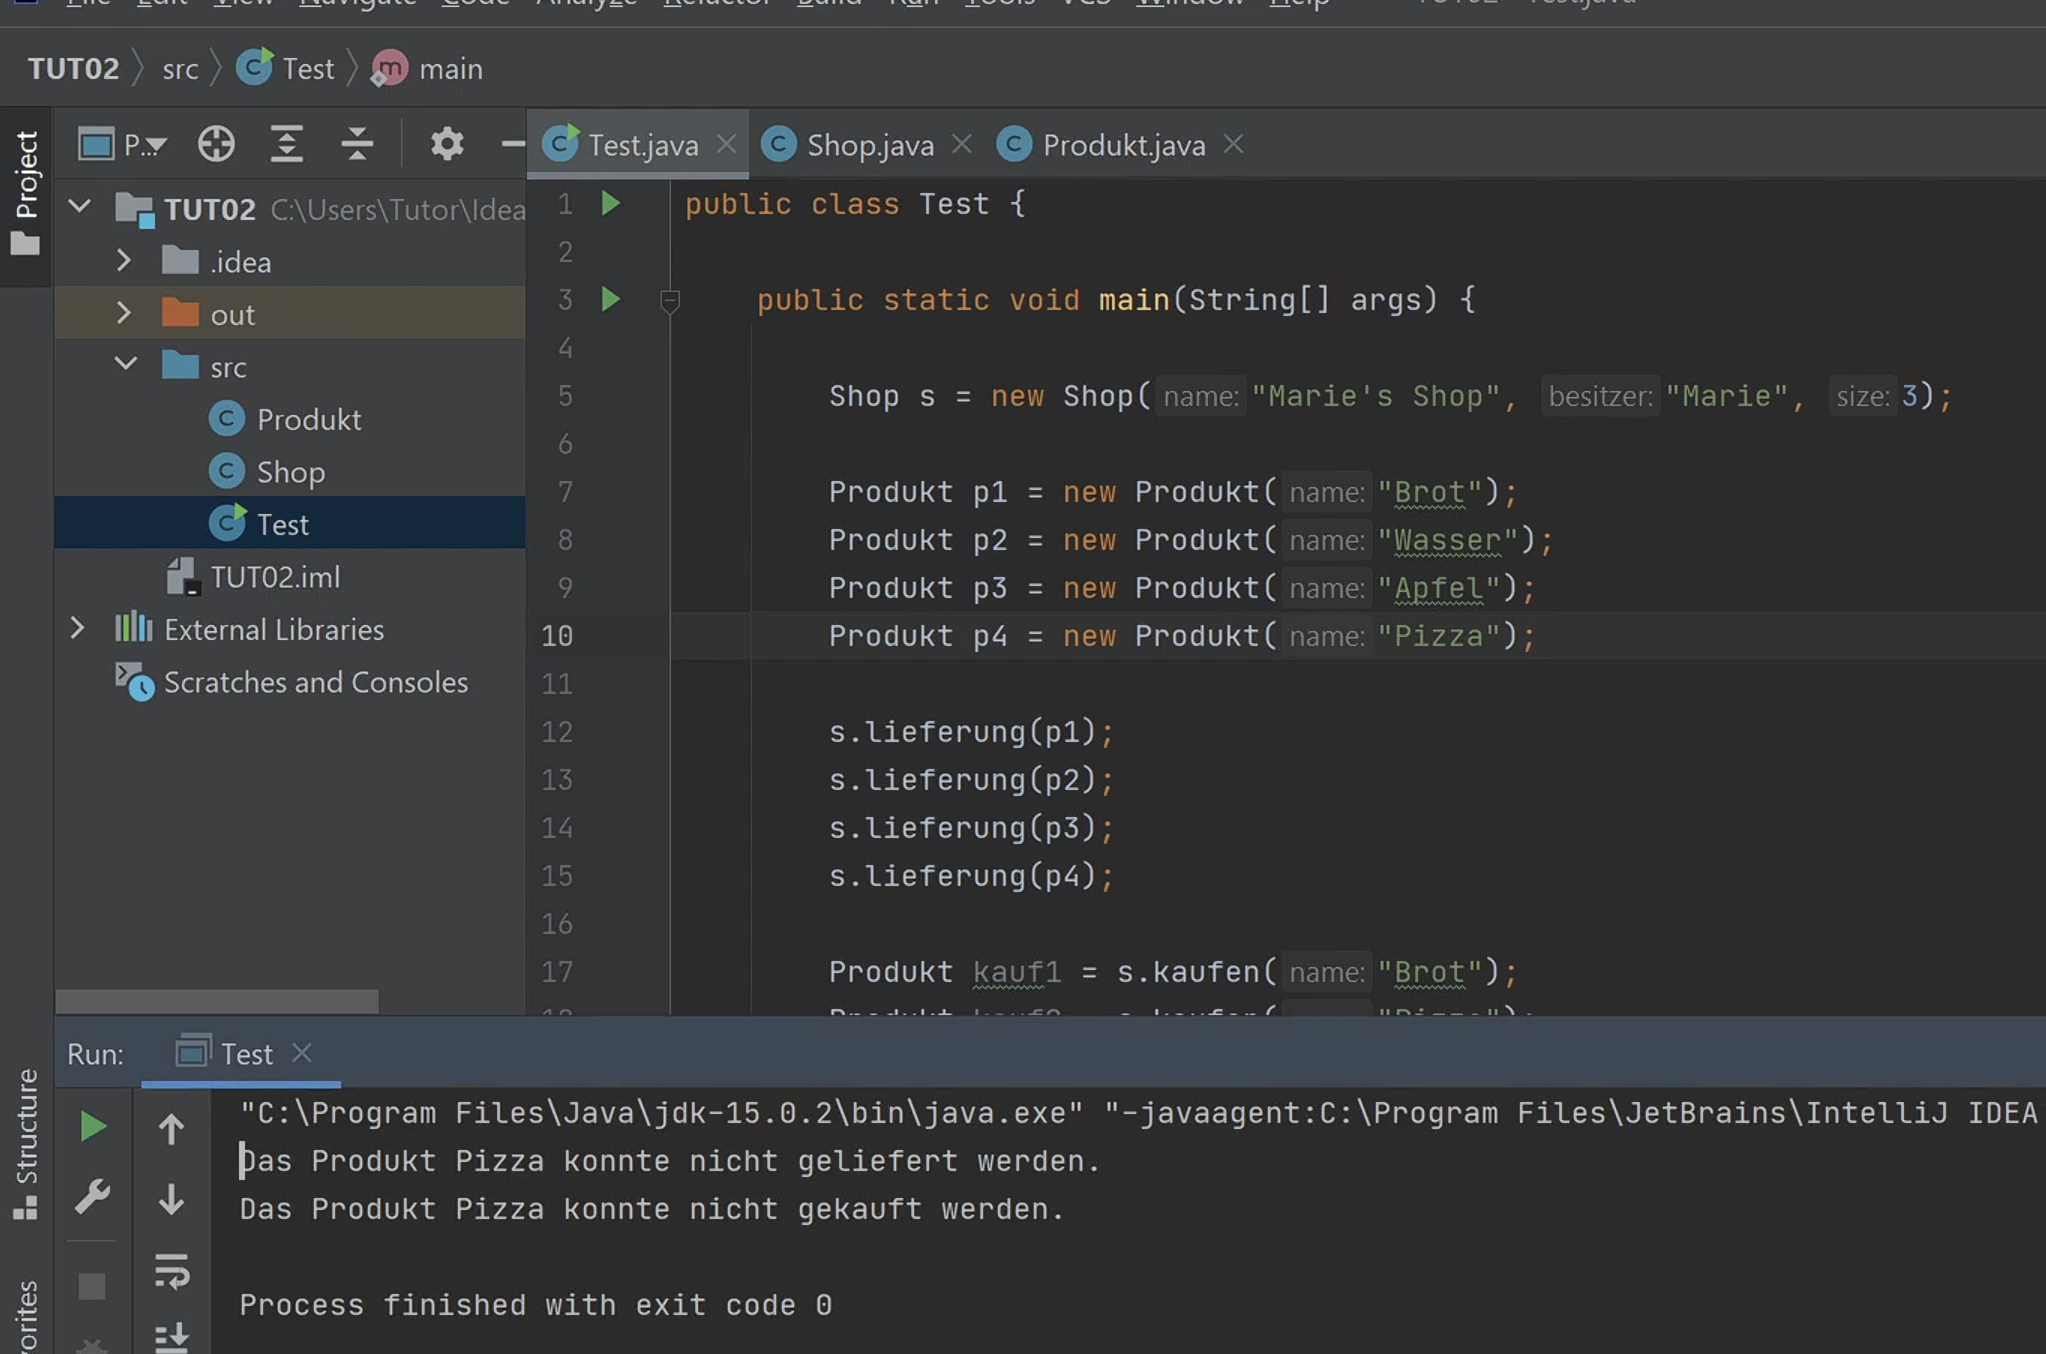 File Edit View Navigate Code Analyze Refactor Build Run Tools VCS Window Help TUT02 - Test.java
TUT02 src Test main
Project
P...
Test.java Shop.java Produkt.java
TUT02 C:\Users\Tutor\Idea
.idea
out
src
Produkt
Shop
Test
TUT02.iml
External Libraries
Scratches and Consoles
1 public class Test {
2
3 public static void main(String[] args) {
4
5 Shop s = new Shop( name: "Marie's Shop", besitzer: "Marie", size: 3);
6
7 Produkt p1 = new Produkt( name: "Brot");
8 Produkt p2 = new Produkt( name: "Wasser");
9 Produkt p3 = new Produkt( name: "Apfel");
10 Produkt p4 = new Produkt( name: "Pizza");
11
12 s.lieferung(p1);
13 s.lieferung(p2);
14 s.lieferung(p3);
15 s.lieferung(p4);
16
17 Produkt kauf1 = s.kaufen( name: "Brot");
18 Produkt kauf2 = s.kaufen( "Pizza");
Run: Test
Structure
"C:\Program Files\Java\jdk-15.0.2\bin\java.exe" "-javaagent:C:\Program Files\JetBrains\IntelliJ IDEA
Das Produkt Pizza konnte nicht geliefert werden.
Das Produkt Pizza konnte nicht gekauft werden.
Process finished with exit code 0